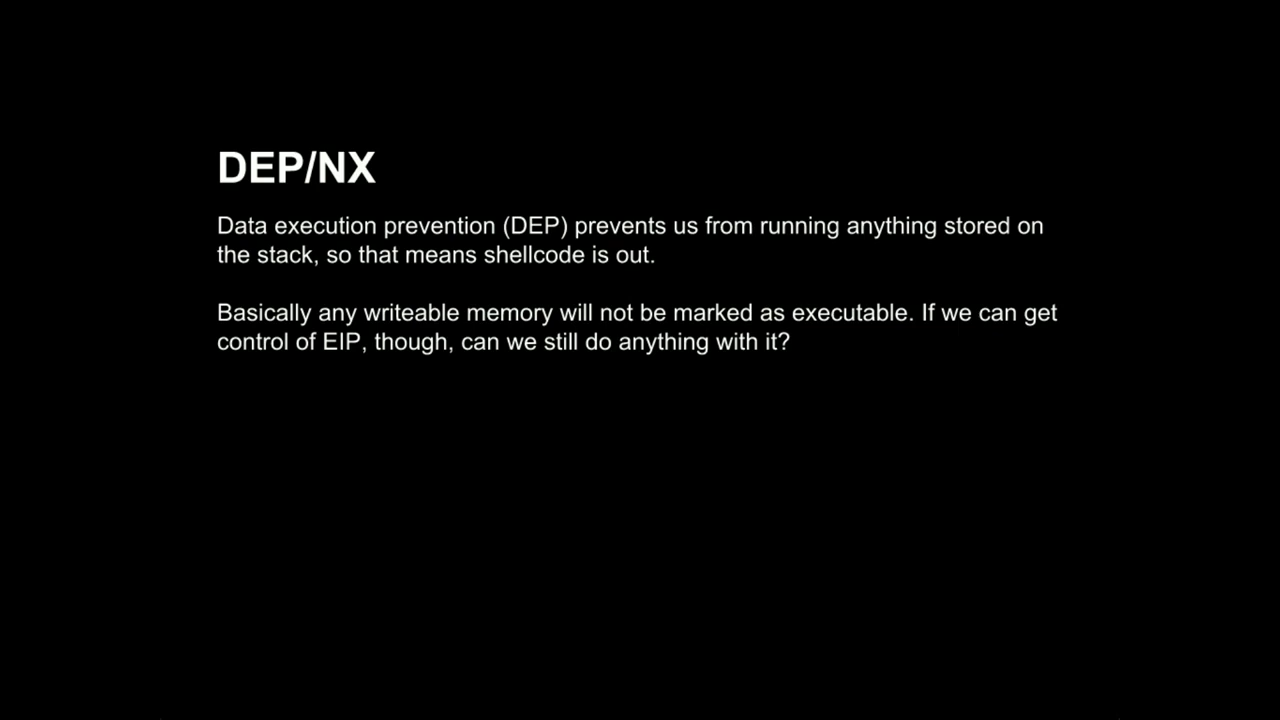 DEP/NX
Data execution prevention (DEP) prevents us from running anything stored on
the stack, so that means shellcode is out.
Basically any writeable memory will not be marked as executable. If we can get
control of EIP, though, can we still do anything with it?